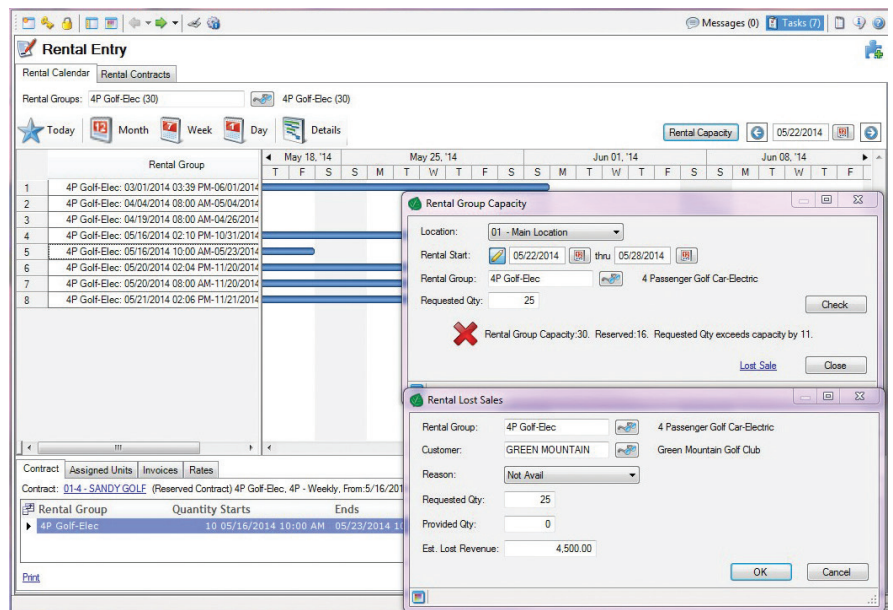 Messages (0) Tasks (7)
Rental Entry
Rental Calendar Rental Contracts
Rental Groups: 4P Golf-Elec (30) 4P Golf-Elec (30)
Today 12 Month 7 Week Day Details Rental Capacity 05/22/2014
Rental Group
May 18, '14 May 25, '14 Jun 01, '14 Jun 08, '14
T F S S M T W T F S S M T W T F S S M T W T F
1 4P Golf-Elec: 03/01/2014 03:39 PM-06/01/2014
2 4P Golf-Elec: 04/04/2014 08:00 AM-05/04/2014
3 4P Golf-Elec: 04/19/2014 08:00 AM-04/26/2014
4 4P Golf-Elec: 05/16/2014 02:10 PM-10/31/2014
5 4P Golf-Elec: 05/16/2014 10:00 AM-05/23/2014
6 4P Golf-Elec: 05/20/2014 02:04 PM-11/20/2014
7 4P Golf-Elec: 05/20/2014 08:00 AM-11/20/2014
8 4P Golf-Elec: 05/21/2014 02:06 PM-11/21/2014
Rental Group Capacity
Location: 01 - Main Location
Rental Start: 05/22/2014 thru 05/28/2014
Rental Group: 4P Golf-Elec 4 Passenger Golf Car-Electric
Requested Qty: 25
Check
Rental Group Capacity:30. Reserved:16. Requested Qty exceeds capacity by 11.
Lost Sale Close
Rental Lost Sales
Rental Group: 4P Golf-Elec 4 Passenger Golf Car-Electric
Customer: GREEN MOUNTAIN Green Mountain Golf Club
Reason: Not Avail
Requested Qty: 25
Provided Qty: 0
Est. Lost Revenue: 4,500.00
OK Cancel
Contract Assigned Units Invoices Rates
Contract: 01-4 - SANDY GOLF (Reserved Contract) 4P Golf-Elec, 4P - Weekly, From:5/16/201
Rental Group Quantity Starts Ends
4P Golf-Elec 10 05/16/2014 10:00 AM 05/23/2014 10
Print